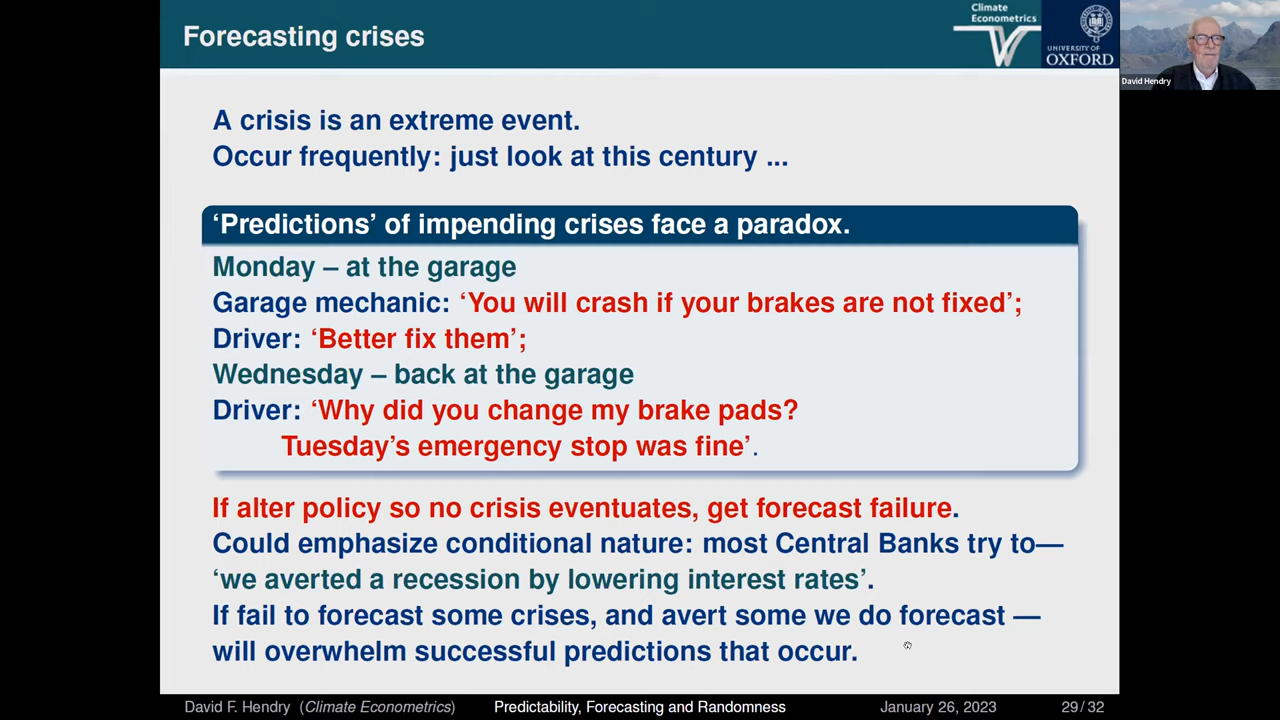 Forecasting crises
Climate
Econometrics
UNIVERSITY OF
OXFORD
David Hendry
A crisis is an extreme event.
Occur frequently: just look at this century ...
‘Predictions’ of impending crises face a paradox.
Monday – at the garage
Garage mechanic: ‘You will crash if your brakes are not fixed’;
Driver: ‘Better fix them’;
Wednesday – back at the garage
Driver: ‘Why did you change my brake pads?
Tuesday’s emergency stop was fine’.
If alter policy so no crisis eventuates, get forecast failure.
Could emphasize conditional nature: most Central Banks try to—
‘we averted a recession by lowering interest rates’.
If fail to forecast some crises, and avert some we do forecast —
will overwhelm successful predictions that occur.
David F. Hendry (Climate Econometrics) Predictability, Forecasting and Randomness January 26, 2023 29/32